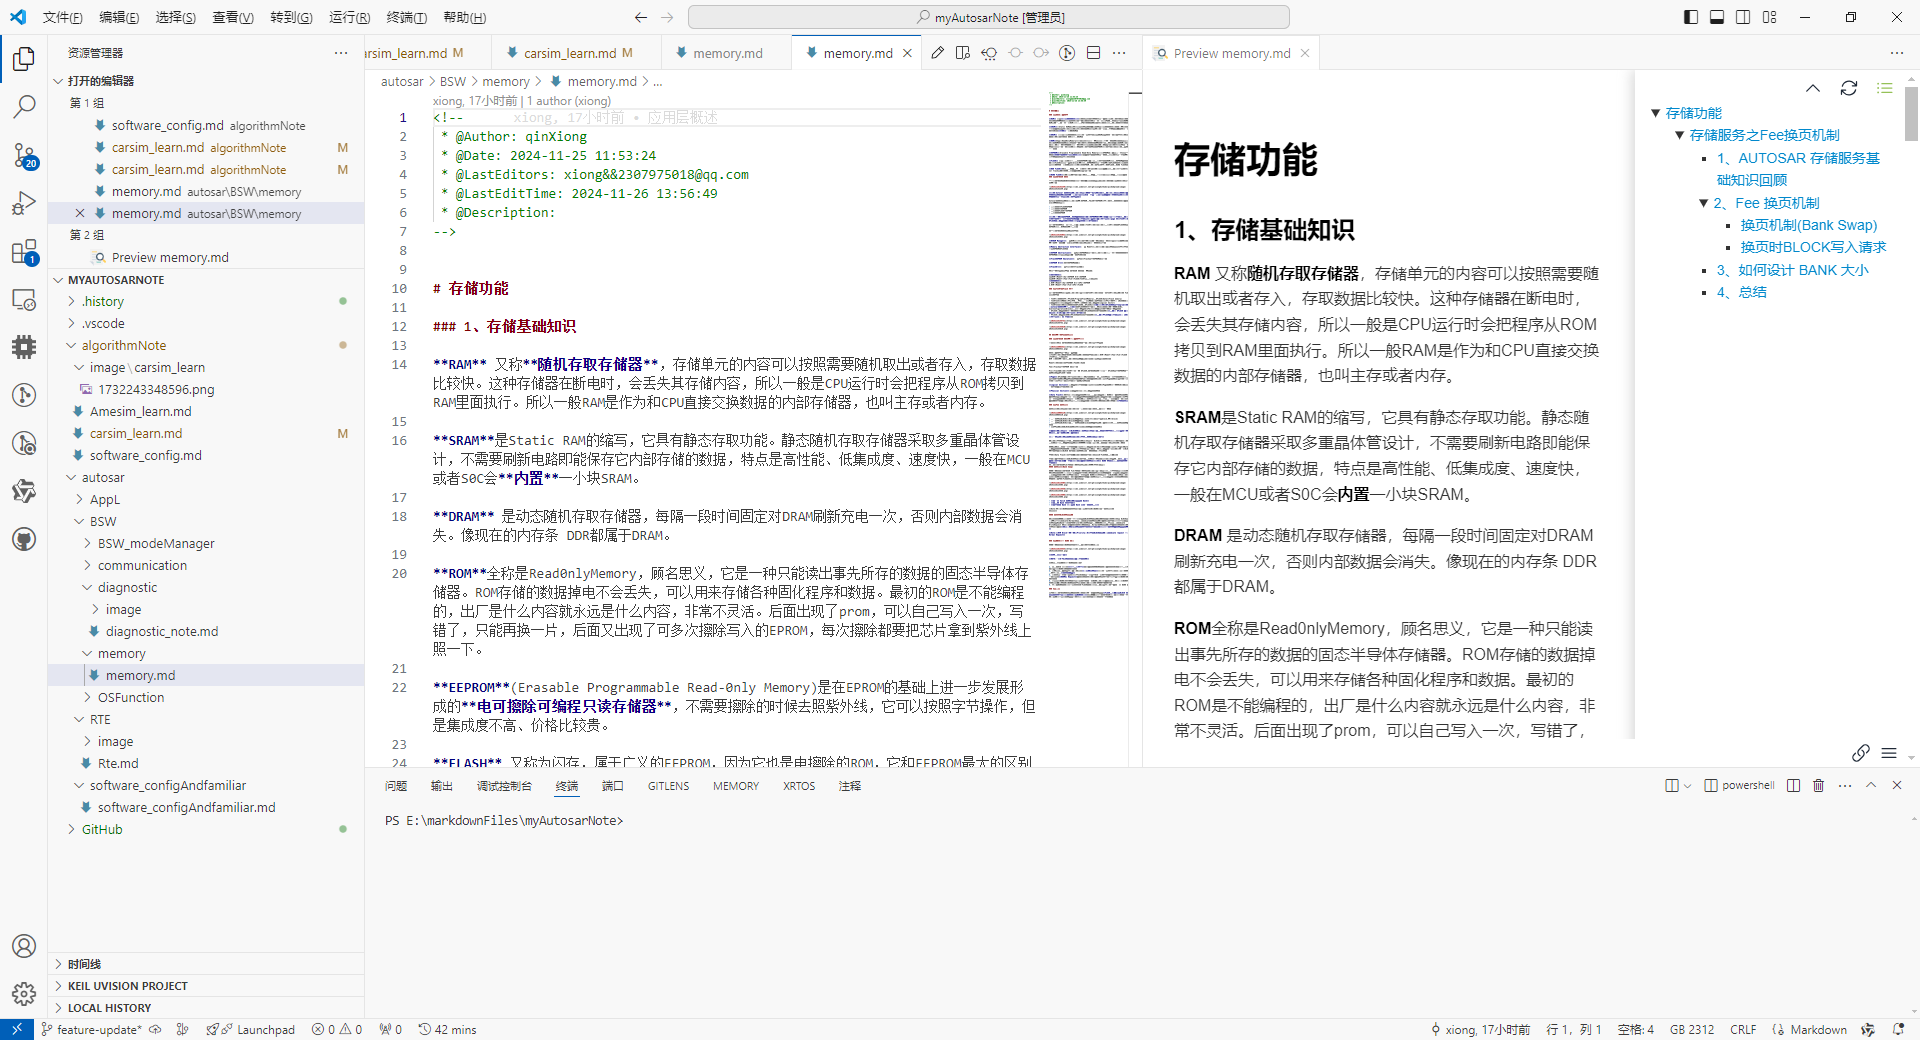 文件(F) 编辑(E) 选择(S) 查看(V) 转到(G) 运行(R) 终端(T) 帮助(H)
myAutosarNote [管理员]
资源管理器
打开的编辑器
第 1 组
software_config.md algorithmNote
carsim_learn.md algorithmNote M
carsim_learn.md algorithmNote M
memory.md autosar\BSW\memory
memory.md autosar\BSW\memory
第 2 组
Preview memory.md
MYAUTOSARNOTE
.history
.vscode
algorithmNote
image\carsim_learn
1732243348596.png
Amesim_learn.md
carsim_learn.md M
software_config.md
autosar
AppL
BSW
BSW_modeManager
communication
diagnostic
image
diagnostic_note.md
memory
memory.md
OSFunction
RTE
image
Rte.md
software_configAndfamiliar
software_configAndfamiliar.md
GitHub
时间线
KEIL UVISION PROJECT
LOCAL HISTORY
20
1
arsim_learn.md M
carsim_learn.md M
memory.md
memory.md
autosar > BSW > memory > memory.md > ...
xiong, 17小时前 | 1 author (xiong)
1 <!-- xiong, 17小时前 • 应用层概述
2 * @Author: qinXiong
3 * @Date: 2024-11-25 11:53:24
4 * @LastEditors: xiong&&2307975018@qq.com
5 * @LastEditTime: 2024-11-26 13:56:49
6 * @Description:
7 -->
8
9
10 # 存储功能
11
12 ### 1、存储基础知识
13
14 **RAM** 又称**随机存取存储器**，存储单元的内容可以按照需要随机取出或者存入，存取数据
比较快。这种存储器在断电时，会丢失其存储内容，所以一般是CPU运行时会把程序从ROM拷贝到
RAM里面执行。所以一般RAM是作为和CPU直接交换数据的内部存储器，也叫主存或者内存。
15
16 **SRAM**是Static RAM的缩写，它具有静态存取功能。静态随机存取存储器采取多重晶体管设
计，不需要刷新电路即能保存它内部存储的数据，特点是高性能、低集成度、速度快，一般在MCU
或者S0C会**内置**一小块SRAM。
17
18 **DRAM** 是动态随机存取存储器，每隔一段时间固定对DRAM刷新充电一次，否则内部数据会消
失。像现在的内存条 DDR都属于DRAM。
19
20 **ROM**全称是Read0nlyMemory，顾名思义，它是一种只能读出事先所存的数据的固态半导体存
储器。ROM存储的数据掉电不会丢失，可以用来存储各种固化程序和数据。最初的ROM是不能编程
的，出厂是什么内容就永远是什么内容，非常不灵活。后面出现了prom，可以自己写入一次，写
错了，只能再换一片，后面又出现了可多次擦除写入的EPROM，每次擦除都要把芯片拿到紫外线上
照一下。
21
22 **EEPROM**(Erasable Programmable Read-0nly Memory)是在EPROM的基础上进一步发展形
成的**电可擦除可编程只读存储器**，不需要擦除的时候去照紫外线，它可以按照字节操作，但
是集成度不高、价格比较贵。
23
24 **FLASH** 又称为闪存，属于广义的EEPROM，因为它也是电擦除的ROM，它和EEPROM最大的区别
Preview memory.md
存储功能
1、存储基础知识
RAM 又称随机存取存储器，存储单元的内容可以按照需要随
机取出或者存入，存取数据比较快。这种存储器在断电时，
会丢失其存储内容，所以一般是CPU运行时会把程序从ROM
拷贝到RAM里面执行。所以一般RAM是作为和CPU直接交换
数据的内部存储器，也叫主存或者内存。
SRAM是Static RAM的缩写，它具有静态存取功能。静态随
机存取存储器采取多重晶体管设计，不需要刷新电路即能保
存它内部存储的数据，特点是高性能、低集成度、速度快，
一般在MCU或者S0C会内置一小块SRAM。
DRAM 是动态随机存取存储器，每隔一段时间固定对DRAM
刷新充电一次，否则内部数据会消失。像现在的内存条 DDR
都属于DRAM。
ROM全称是Read0nlyMemory，顾名思义，它是一种只能读
出事先所存的数据的固态半导体存储器。ROM存储的数据掉
电不会丢失，可以用来存储各种固化程序和数据。最初的
ROM是不能编程的，出厂是什么内容就永远是什么内容，非
常不灵活。后面出现了prom，可以自己写入一次，写错了，
存储功能
存储服务之Fee换页机制
1、AUTOSAR 存储服务基
础知识回顾
2、Fee 换页机制
换页机制(Bank Swap)
换页时BLOCK写入请求
3、如何设计 BANK 大小
4、总结
问题 输出 调试控制台 终端 端口 GITLENS MEMORY XRTOS 注释
powershell
PS E:\markdownFiles\myAutosarNote>
feature-update* Launchpad 0 0 0 42 mins
xiong, 17小时前 行 1，列 1 空格: 4 GB 2312 CRLF Markdown